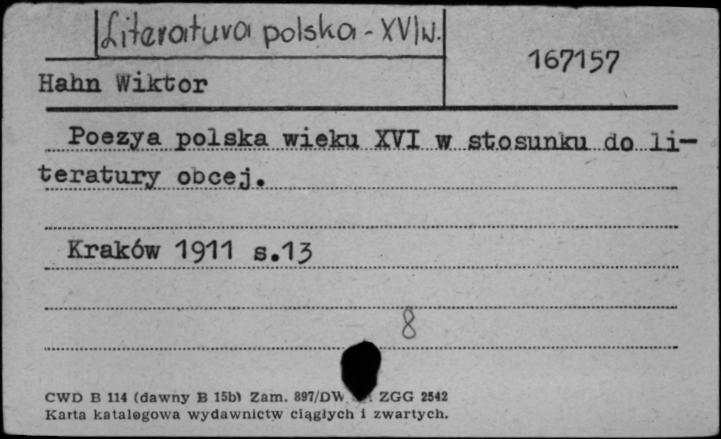 Literatura polska - XVI w.
167157
Hahn Wiktor
Poezya polska wieku XVI w stosunku do li-
teratury obcej.
Kraków 1911 s.13
8
CWD B 114 (dawny B 15b) Zam. 897/DW ZGG 2542
Karta katalogowa wydawnictw ciągłych i zwartych.